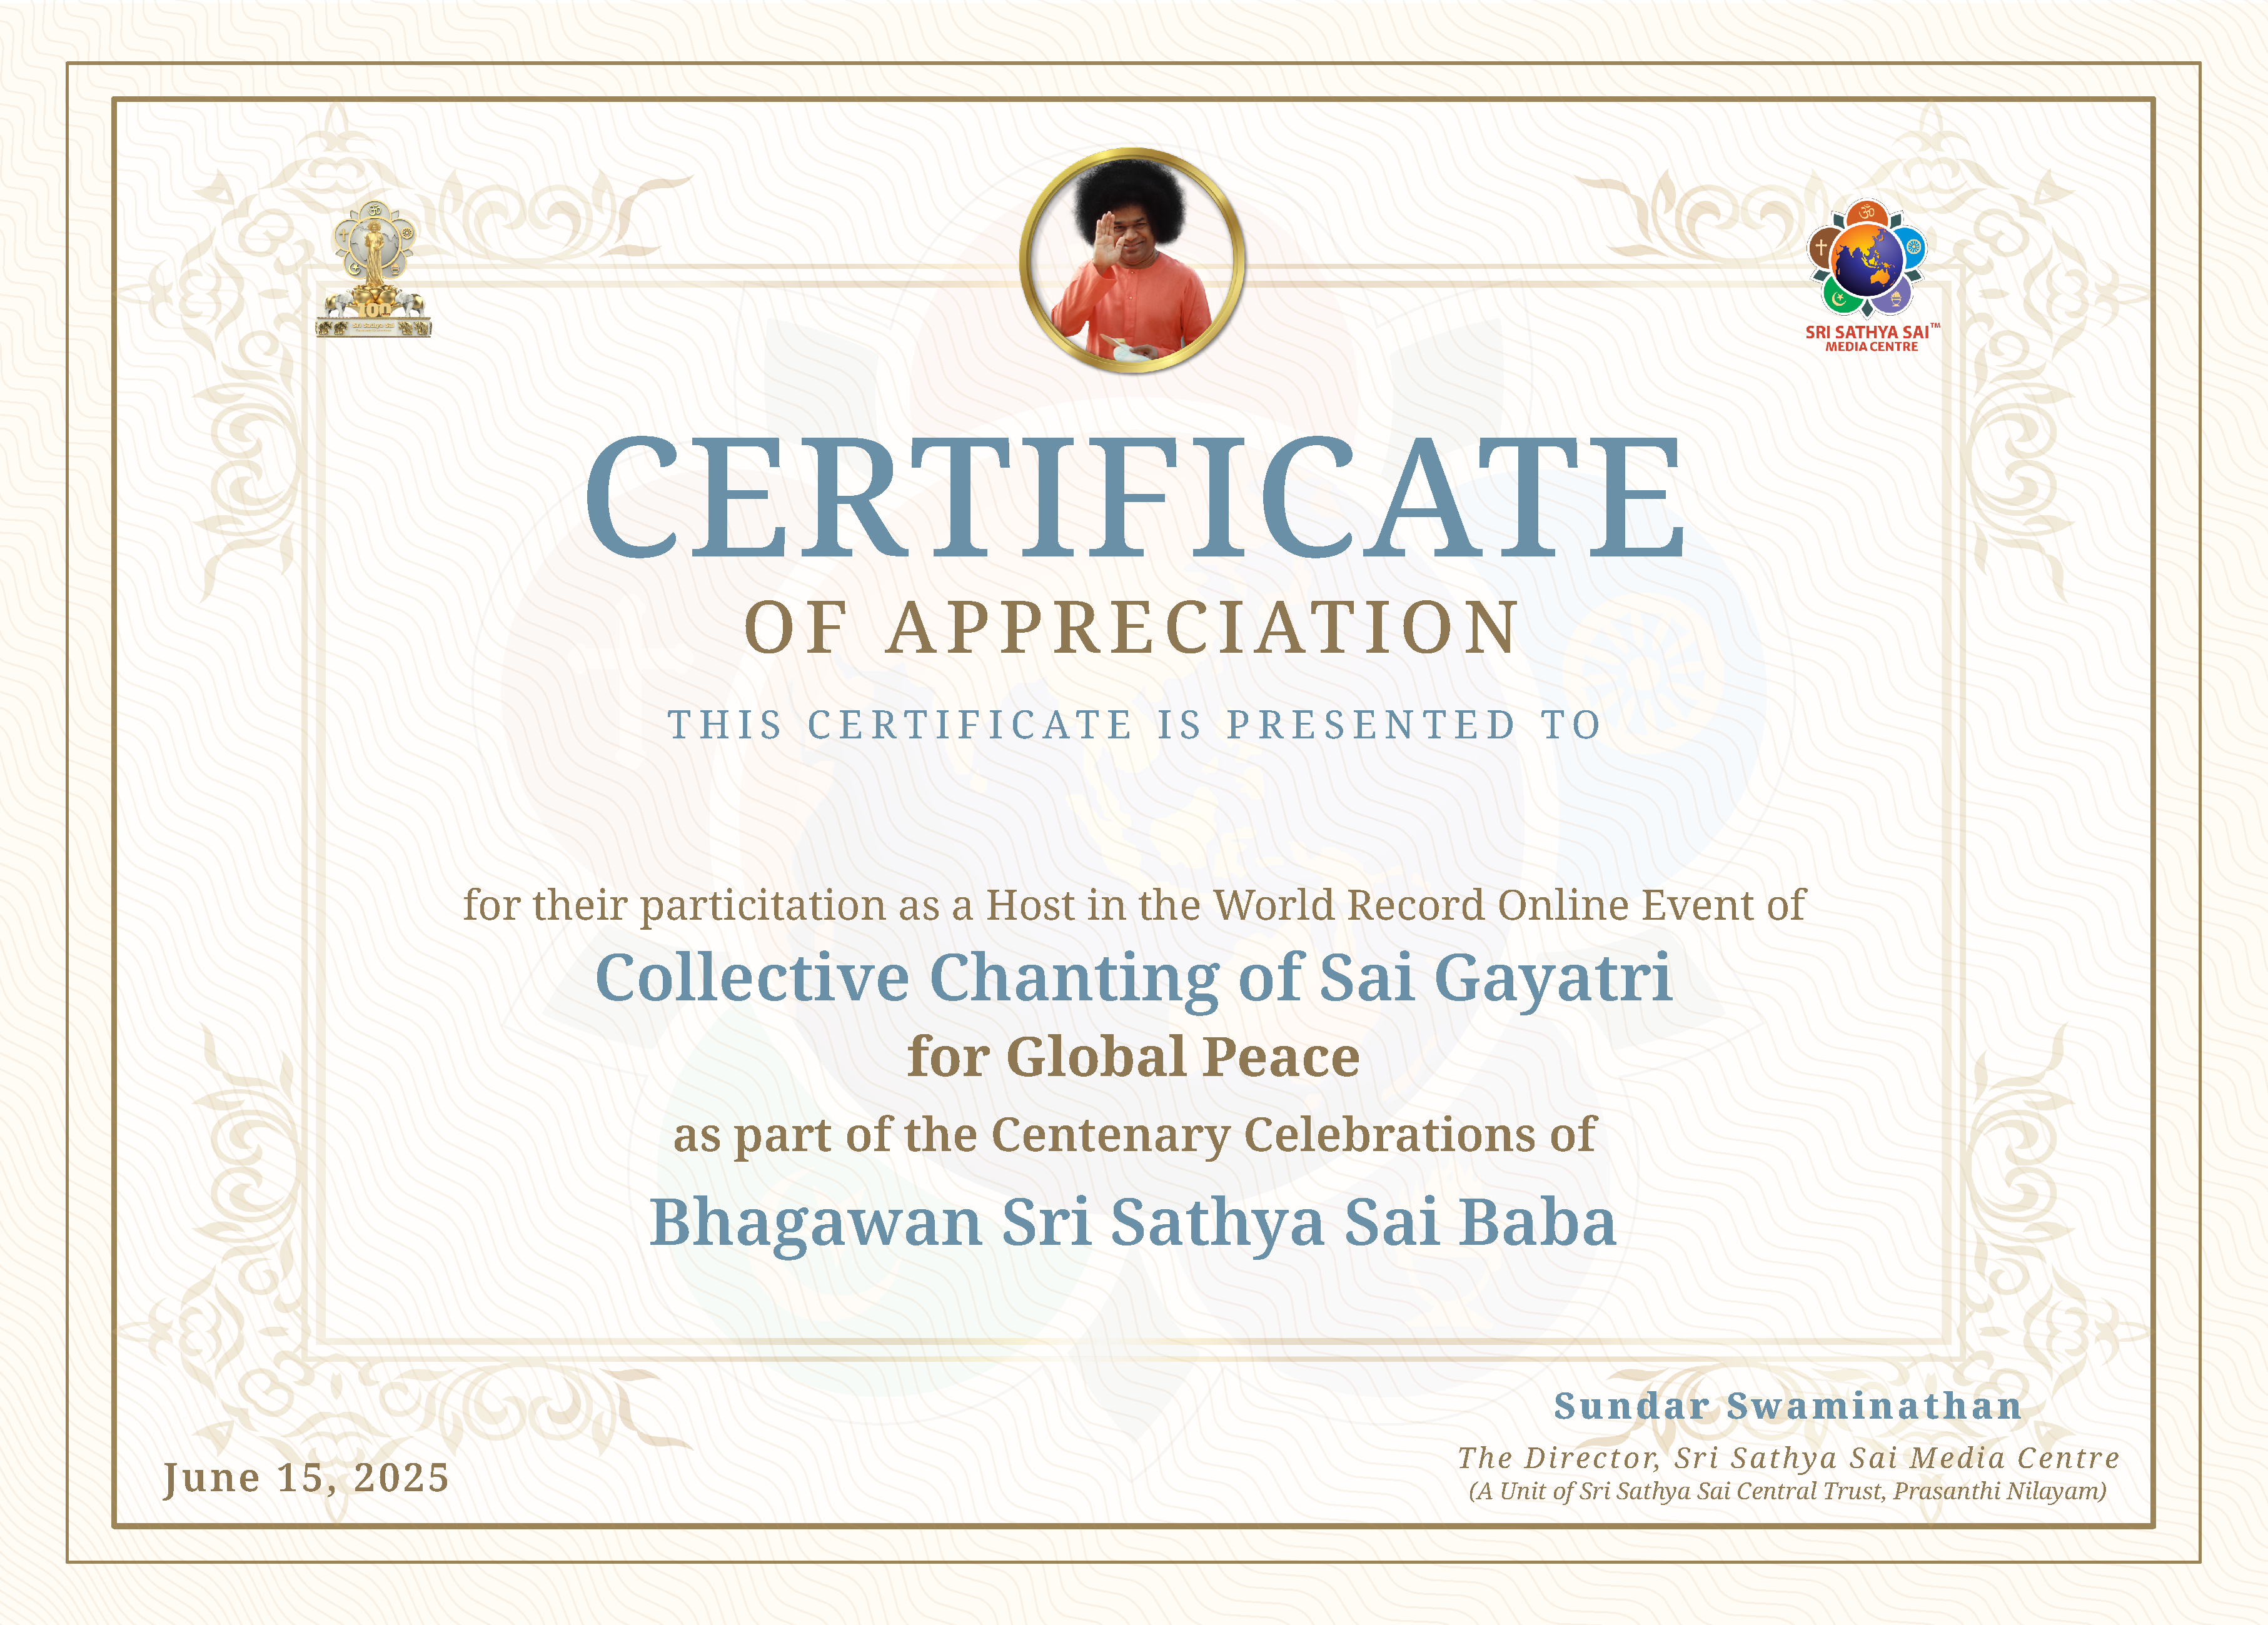 SRI SATHYA SAI™
MEDIA CENTRE
CERTIFICATE
OF APPRECIATION
THIS CERTIFICATE IS PRESENTED TO
for their particitation as a Host in the World Record Online Event of
Collective Chanting of Sai Gayatri
for Global Peace
as part of the Centenary Celebrations of
Bhagawan Sri Sathya Sai Baba
Sundar Swaminathan
The Director, Sri Sathya Sai Media Centre
(A Unit of Sri Sathya Sai Central Trust, Prasanthi Nilayam)
June 15, 2025